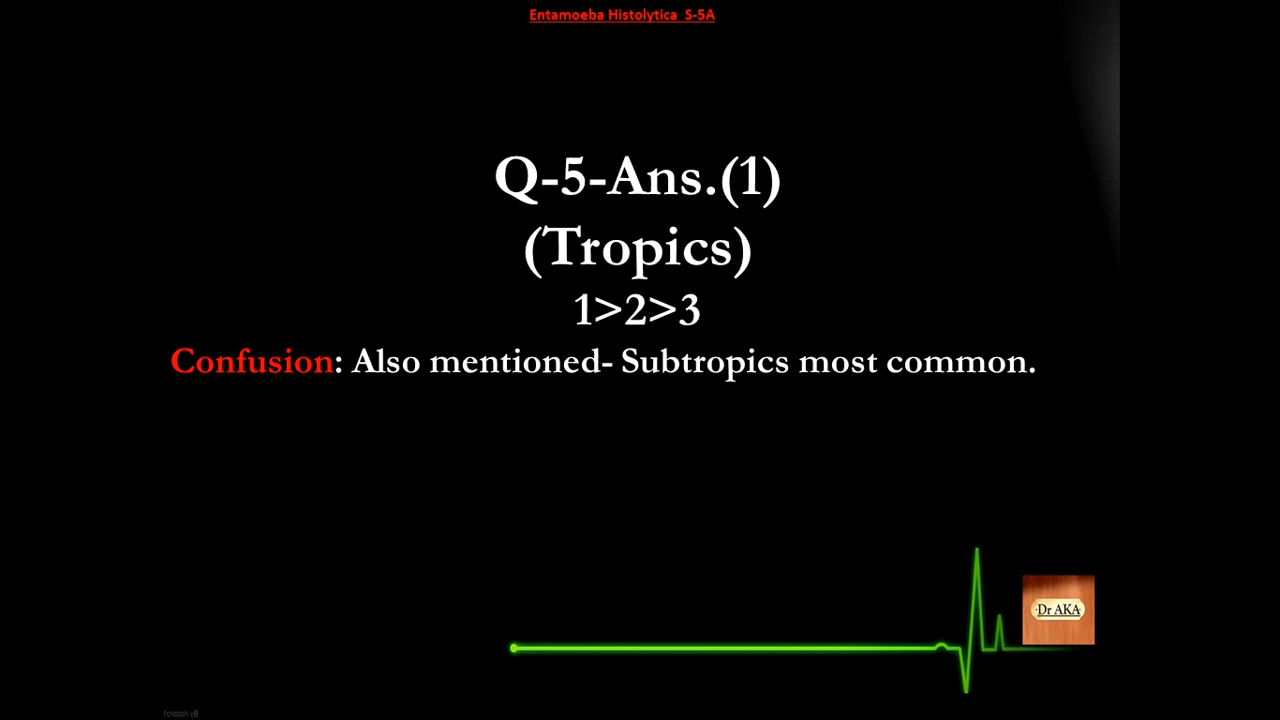 Entamoeba Histolytica S-5A
Q-5-Ans.(1)
(Tropics)
1>2>3
Confusion: Also mentioned- Subtropics most common.
Dr AKA